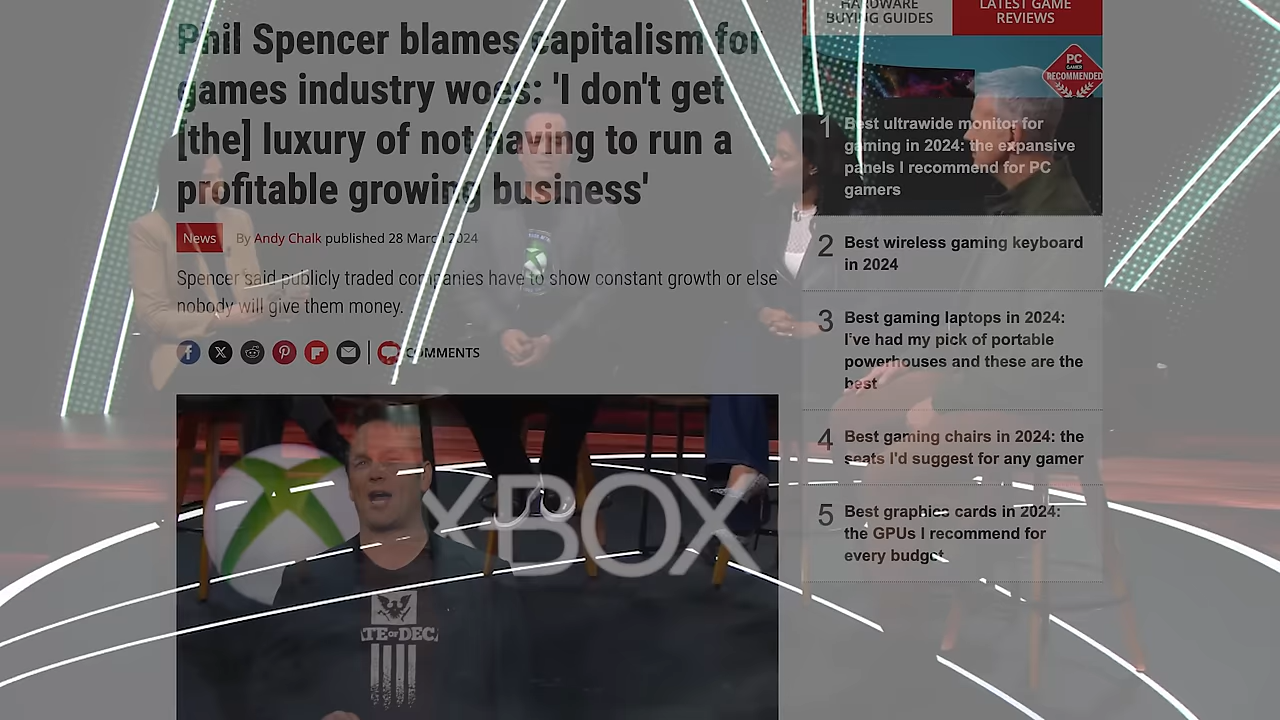 Phil Spencer blames capitalism for
games industry woes: 'I don't get
[the] luxury of not having to run a
profitable growing business'
News By Andy Chalk published 28 March 2024
Spencer said publicly traded companies have to show constant growth or else
nobody will give them money.
COMMENTS
XBOX
HARDWARE
BUYING GUIDES
LATEST GAME
REVIEWS
PC
GAMER
RECOMMENDED
1 Best ultrawide monitor for
gaming in 2024: the expansive
panels I recommend for PC
gamers
2 Best wireless gaming keyboard
in 2024
3 Best gaming laptops in 2024:
I've had my pick of portable
powerhouses and these are the
best
4 Best gaming chairs in 2024: the
seats I'd suggest for any gamer
5 Best graphics cards in 2024:
the GPUs I recommend for
every budget